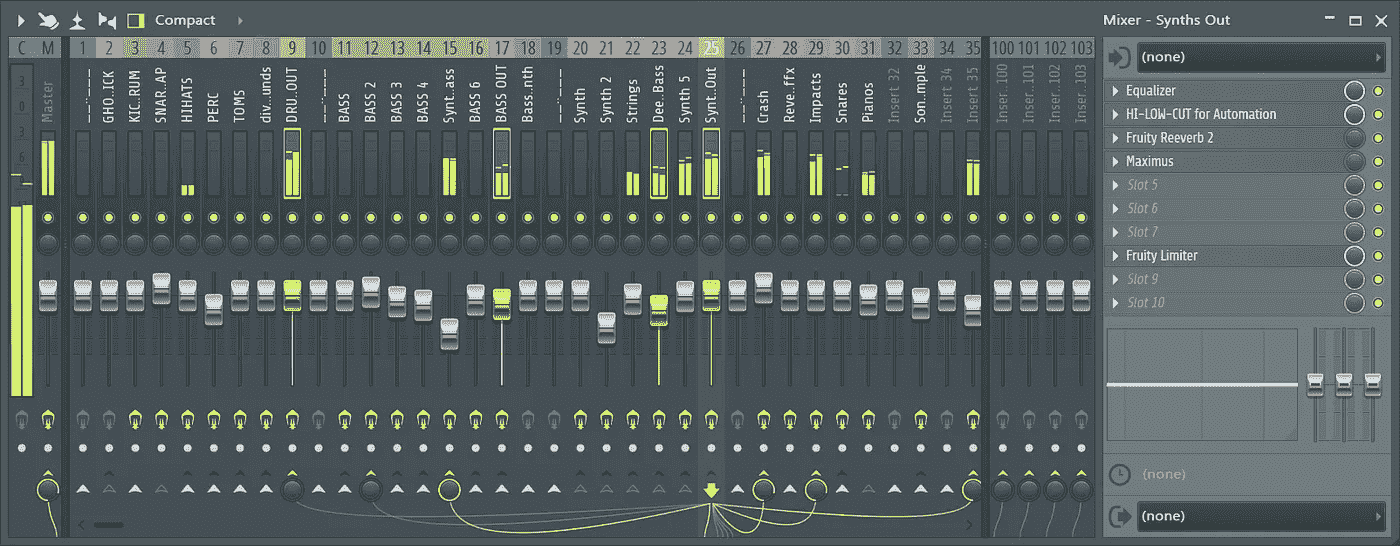 Compact
Mixer - Synths Out
C M 1 2 3 4 5 6 7 8 9 10 11 12 13 14 15 16 17 18 19 20 21 22 23 24 25 26 27 28 29 30 31 32 33 34 35 100 101 102 103
3
0
3
6
Master
GHO..ICK
KIC..RUM
SNAR..AP
HIHATS
PERC
TOMS
div..unds
DRU..OUT
BASS
BASS 2
BASS 3
BASS 4
Synt..ass
BASS 6
BASS OUT
Bass..nth
Synth
Synth 2
Strings
Dee..Bass
Synth 5
Synt..Out
Crash
Reve..ffx
Impacts
Snares
Pianos
Insert 32
Son..mple
Insert 34
Insert 35
Inser..100
Inser..101
Inser..102
Inser..103
(none)
Equalizer
HI-LOW-CUT for Automation
Fruity Reeverb 2
Maximus
Slot 5
Slot 6
Slot 7
Fruity Limiter
Slot 9
Slot 10
(none)
(none)